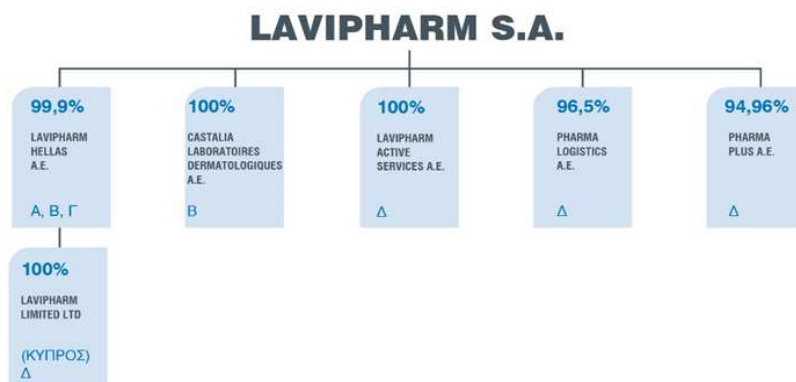 LAVIPHARM S.A.
99,9%
LAVIPHARM
HELLAS
A.E.
Α, Β, Γ
100%
CASTALIA
LABORATOIRES
DERMATOLOGIQUES
A.E.
Β
100%
LAVIPHARM
ACTIVE
SERVICES A.E.
Δ
96,5%
PHARMA
LOGISTICS
A.E.
Δ
94,96%
PHARMA
PLUS A.E.
Δ
100%
LAVIPHARM
LIMITED LTD
(ΚΥΠΡΟΣ)
Δ